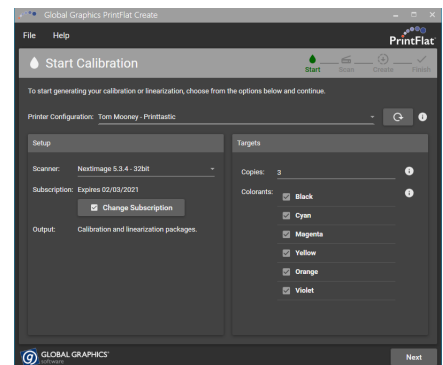 Global Graphics PrintFlat Create
File Help
PrintFlat
Start Calibration
Start Scan Create Finish
To start generating your calibration or linearization, choose from the options below and continue.
Printer Configuration: Tom Mooney - Printtastic
Setup
Scanner: Nextimage 5.3.4 - 32bit
Subscription: Expires 02/03/2021
Change Subscription
Output: Calibration and linearization packages.
Targets
Copies: 3
Colorants: Black
Cyan
Magenta
Yellow
Orange
Violet
GLOBAL GRAPHICS
software
Next